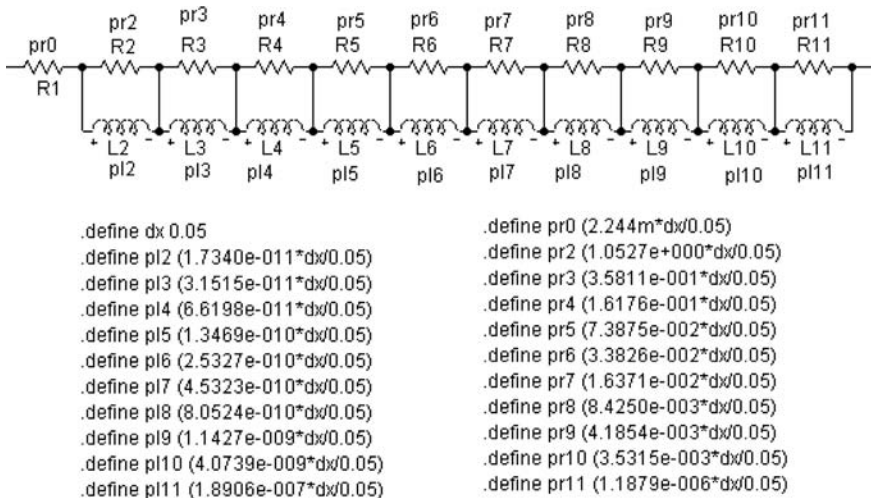 pr3 pr4 pr5 pr6 pr7 pr8 pr9 pr10 pr11
pr0 pr2
R2 R3 R4 R5 R6 R7 R8 R9 R10 R11
R1
+ - + - + - + - + - + - + - + - + - + -
L2 L3 L4 L5 L6 L7 L8 L9 L10 L11
pl2 pl3 pl4 pl5 pl6 pl7 pl8 pl9 pl10 pl11
.define dx 0.05
.define pl2 (1.7340e-011*dx/0.05)
.define pl3 (3.1515e-011*dx/0.05)
.define pl4 (6.6198e-011*dx/0.05)
.define pl5 (1.3469e-010*dx/0.05)
.define pl6 (2.5327e-010*dx/0.05)
.define pl7 (4.5323e-010*dx/0.05)
.define pl8 (8.0524e-010*dx/0.05)
.define pl9 (1.1427e-009*dx/0.05)
.define pl10 (4.0739e-009*dx/0.05)
.define pl11 (1.8906e-007*dx/0.05)
.define pr0 (2.244m*dx/0.05)
.define pr2 (1.0527e+000*dx/0.05)
.define pr3 (3.5811e-001*dx/0.05)
.define pr4 (1.6176e-001*dx/0.05)
.define pr5 (7.3875e-002*dx/0.05)
.define pr6 (3.3826e-002*dx/0.05)
.define pr7 (1.6371e-002*dx/0.05)
.define pr8 (8.4250e-003*dx/0.05)
.define pr9 (4.1854e-003*dx/0.05)
.define pr10 (3.5315e-003*dx/0.05)
.define pr11 (1.1879e-006*dx/0.05)